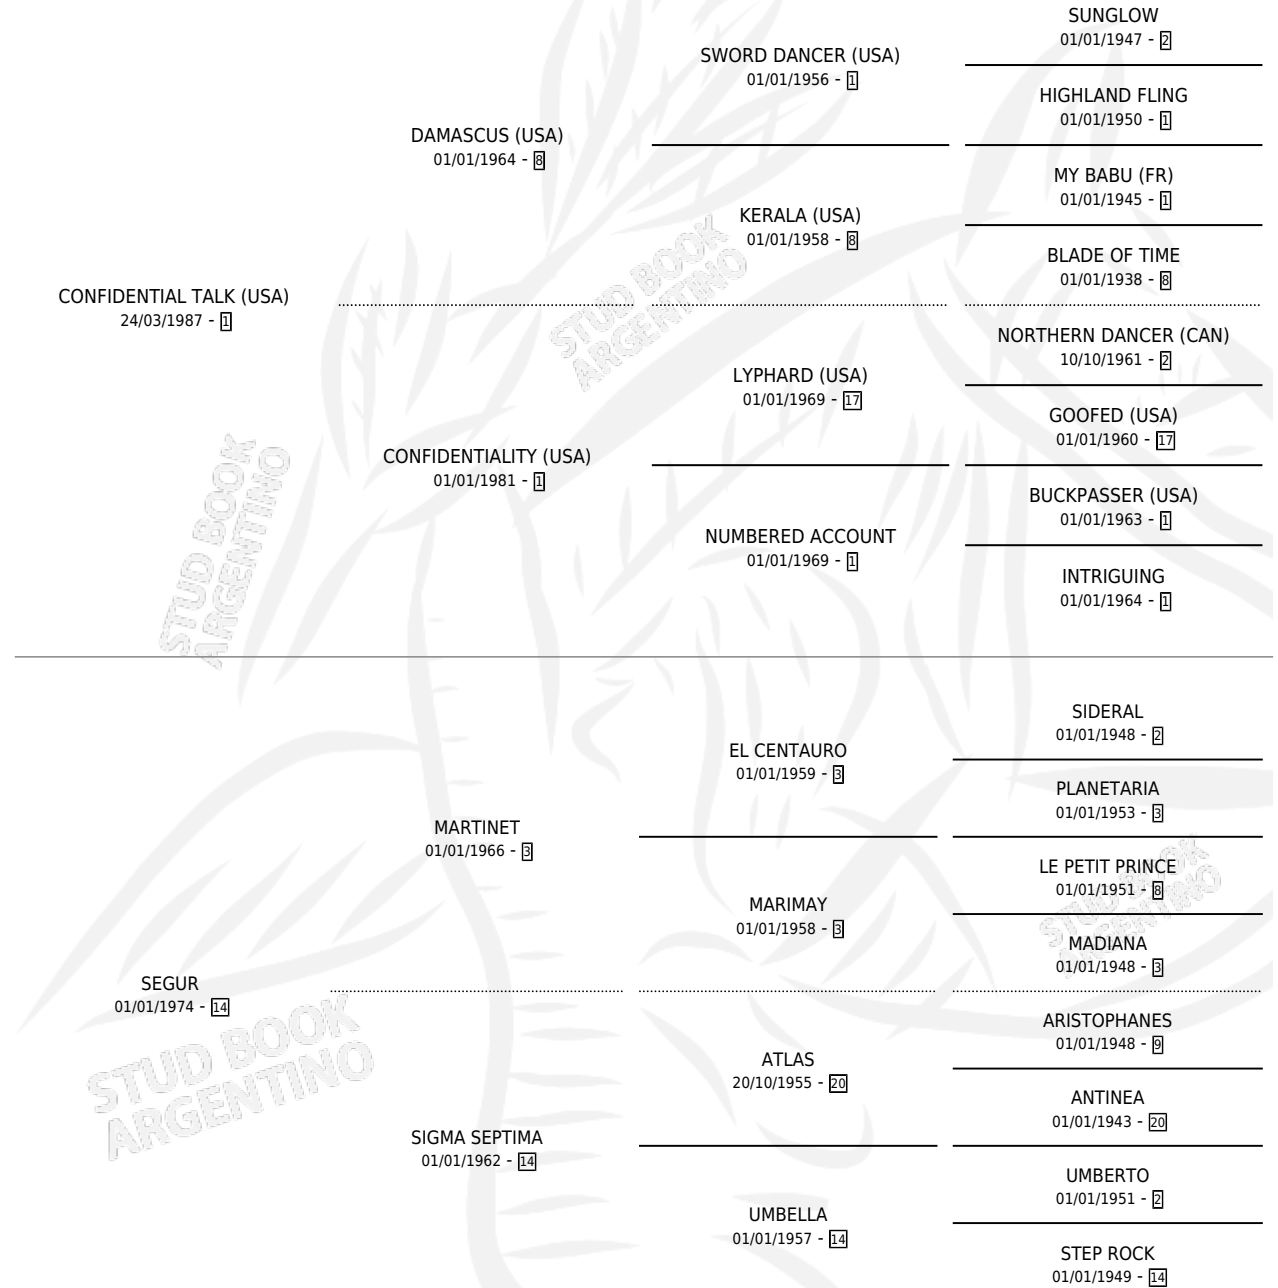 SUNGLOW
01/01/1947 - 2
SWORD DANCER (USA)
01/01/1956 - 1
HIGHLAND FLING
01/01/1950 - 1
DAMASCUS (USA)
01/01/1964 - 8
MY BABU (FR)
01/01/1945 - 1
KERALA (USA)
01/01/1958 - 8
BLADE OF TIME
01/01/1938 - 8
CONFIDENTIAL TALK (USA)
24/03/1987 - 1
NORTHERN DANCER (CAN)
10/10/1961 - 2
LYPHARD (USA)
01/01/1969 - 17
GOOFED (USA)
01/01/1960 - 17
CONFIDENTIALITY (USA)
01/01/1981 - 1
BUCKPASSER (USA)
01/01/1963 - 1
NUMBERED ACCOUNT
01/01/1969 - 1
INTRIGUING
01/01/1964 - 1
SIDERAL
01/01/1948 - 2
EL CENTAURO
01/01/1959 - 3
PLANETARIA
01/01/1953 - 3
MARTINET
01/01/1966 - 3
LE PETIT PRINCE
01/01/1951 - 8
MARIMAY
01/01/1958 - 3
MADIANA
01/01/1948 - 3
SEGUR
01/01/1974 - 14
ARISTOPHANES
01/01/1948 - 9
ATLAS
20/10/1955 - 20
ANTINEA
01/01/1943 - 20
SIGMA SEPTIMA
01/01/1962 - 14
UMBERTO
01/01/1951 - 2
UMBELLA
01/01/1957 - 14
STEP ROCK
01/01/1949 - 14
STUD BOOK
ARGENTINO
STUD BOOK
ARGENTINO
STUD BOOK
ARGENTINO
STUD BOOK
ARGENTINO